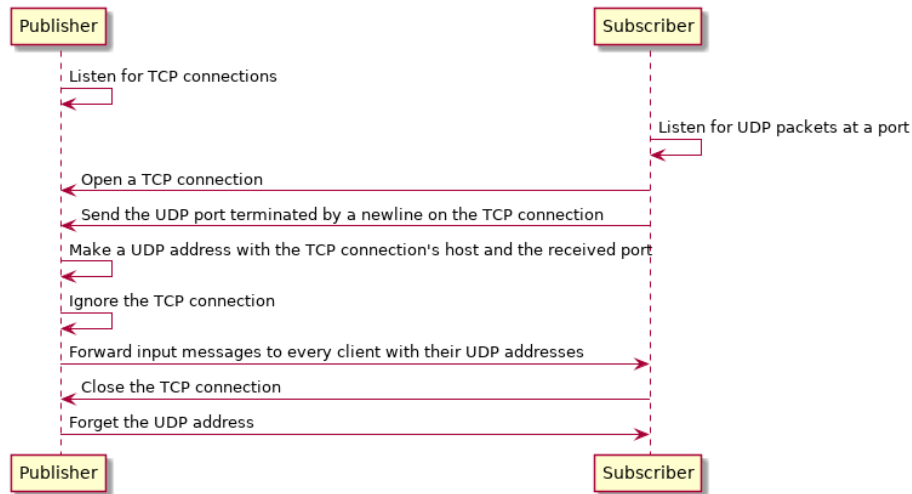 Publisher
Subscriber
Listen for TCP connections
Listen for UDP packets at a port
Open a TCP connection
Send the UDP port terminated by a newline on the TCP connection
Make a UDP address with the TCP connection's host and the received port
Ignore the TCP connection
Forward input messages to every client with their UDP addresses
Close the TCP connection
Forget the UDP address
Publisher
Subscriber